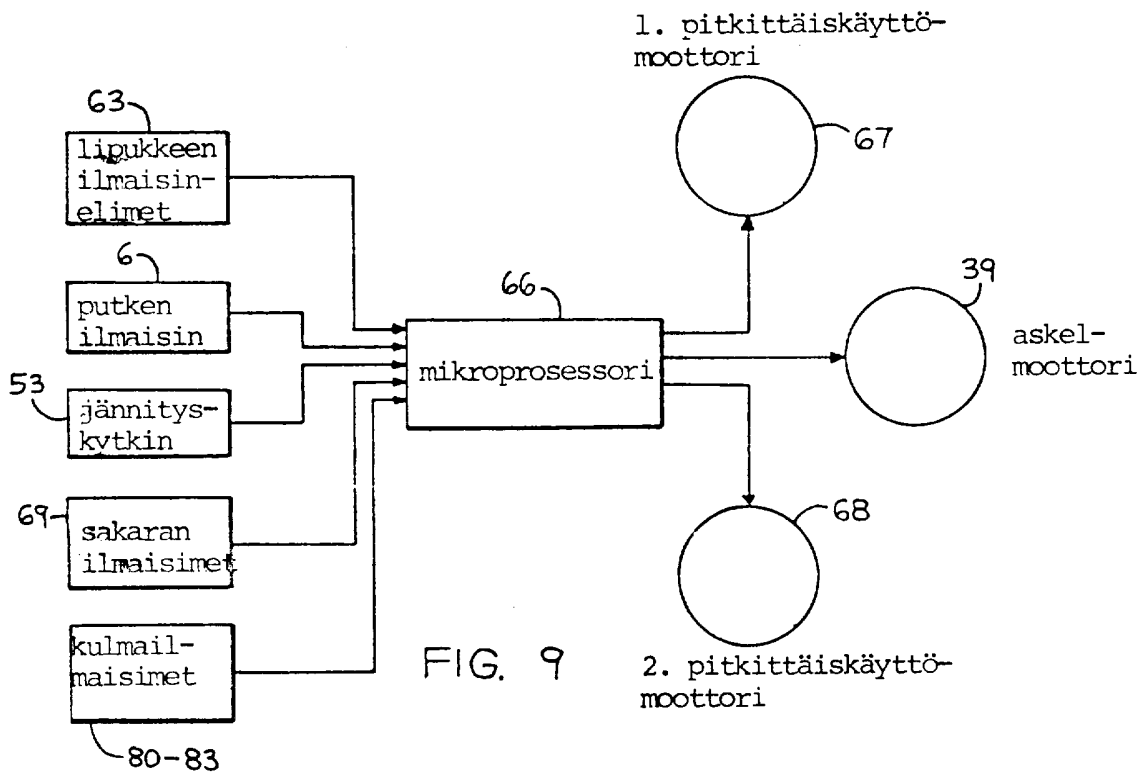 1. pitkittäiskäyttö-
moottori
63
67
lipukkeen
ilmaisin-
elimet
6
putken
ilmaisin
66
mikroprosessori
39
askel-
moottori
53
jännitys-
kytkin
69
sakaran
ilmaisimet
68
kulmail-
maisimet
80-83
FIG. 9
2. pitkittäiskäyttö-
moottori